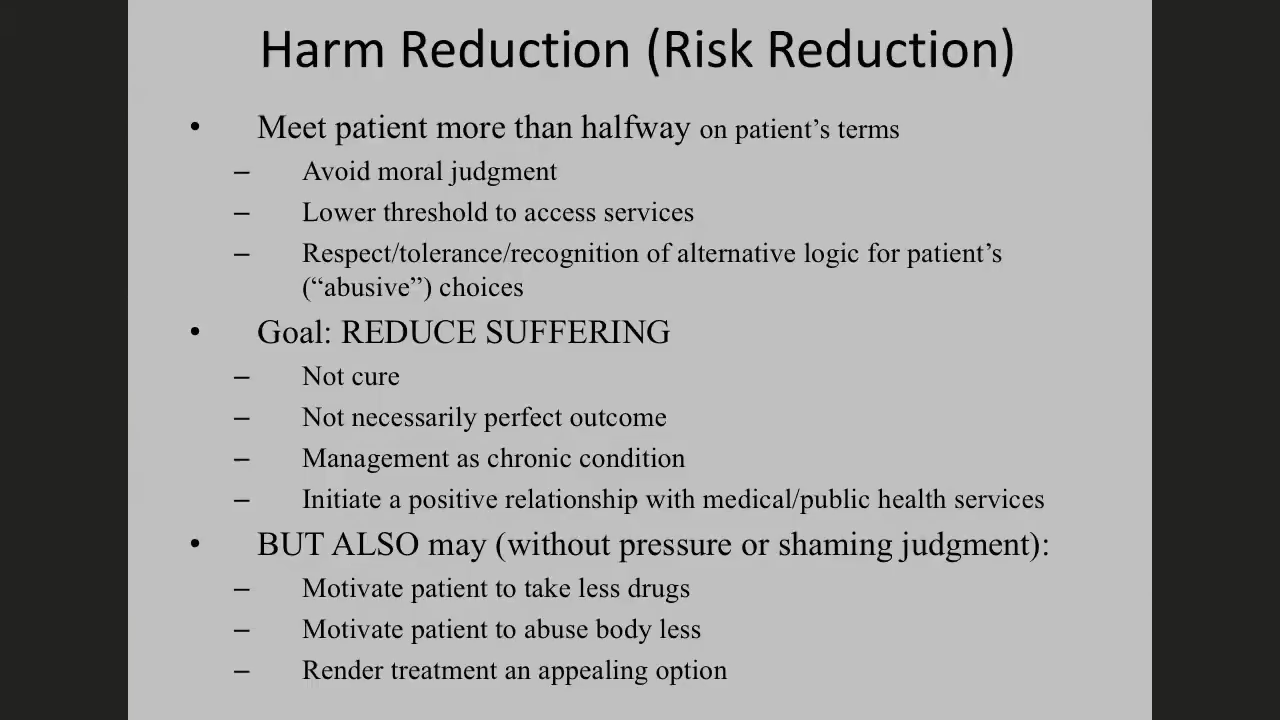 Harm Reduction (Risk Reduction)
• Meet patient more than halfway on patient’s terms
– Avoid moral judgment
– Lower threshold to access services
– Respect/tolerance/recognition of alternative logic for patient’s
(“abusive”) choices
• Goal: REDUCE SUFFERING
– Not cure
– Not necessarily perfect outcome
– Management as chronic condition
– Initiate a positive relationship with medical/public health services
• BUT ALSO may (without pressure or shaming judgment):
– Motivate patient to take less drugs
– Motivate patient to abuse body less
– Render treatment an appealing option